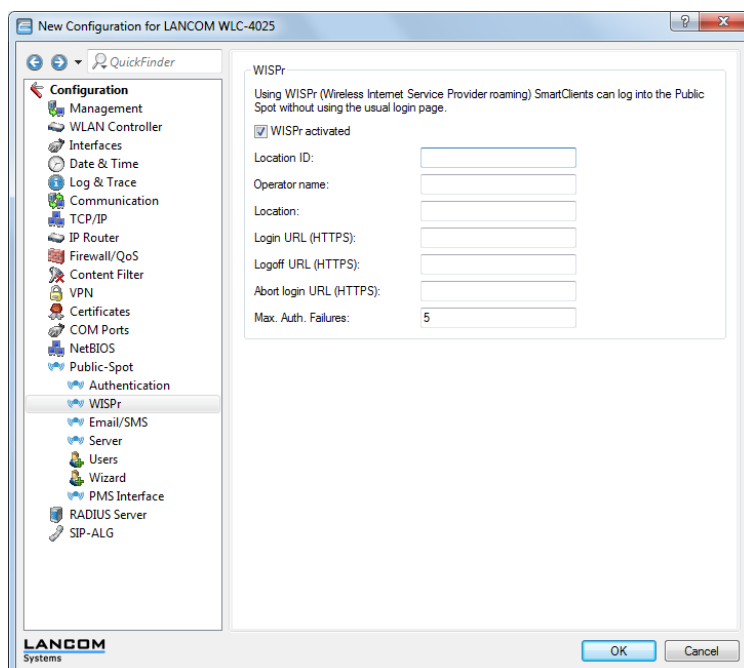 New Configuration for LANCOM WLC-4025
QuickFinder
Configuration
Management
WLAN Controller
Interfaces
Date & Time
Log & Trace
Communication
TCP/IP
IP Router
Firewall/QoS
Content Filter
VPN
Certificates
COM Ports
NetBIOS
Public-Spot
Authentication
WISPr
Email/SMS
Server
Users
Wizard
PMS Interface
RADIUS Server
SIP-ALG
WISPr
Using WISPr (Wireless Internet Service Provider roaming) SmartClients can log into the Public
Spot without using the usual login page.
WISPr activated
Location ID:
Operator name:
Location:
Login URL (HTTPS):
Logoff URL (HTTPS):
Abort login URL (HTTPS):
Max. Auth. Failures: 5
LANCOM
Systems
OK Cancel